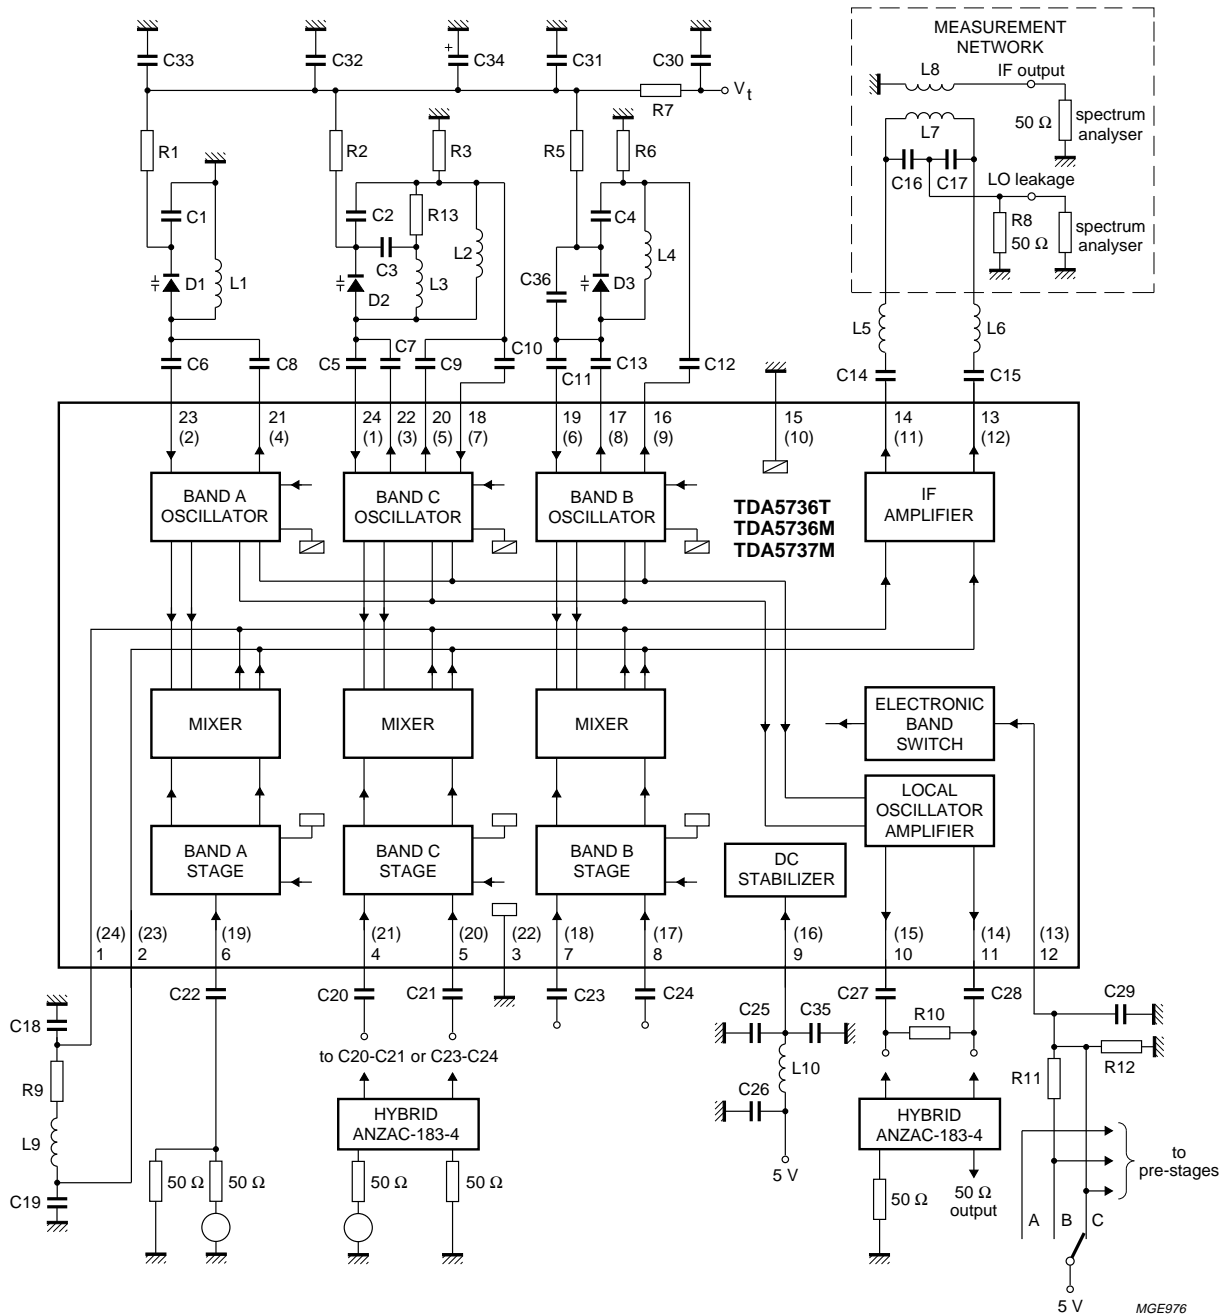 MEASUREMENT
NETWORK
C33
C32
+
C34
C31
C30
L8
IF output
R7
V t
50 Ω
spectrum
analyser
L7
R1
R2
R3
R5
R6
C16
C17
LO leakage
C1
C2
R13
C4
R8
50 Ω
spectrum
analyser
C3
L2
L4
D1
L1
D2
L3
C36
D3
L5
L6
C6
C8
C5
C7
C9
C10
C11
C13
C12
C14
C15
23
(2)
21
(4)
24
(1)
22
(3)
20
(5)
18
(7)
19
(6)
17
(8)
16
(9)
15
(10)
14
(11)
13
(12)
BAND A
OSCILLATOR
BAND C
OSCILLATOR
BAND B
OSCILLATOR
TDA5736T
TDA5736M
TDA5737M
IF
AMPLIFIER
MIXER
MIXER
MIXER
ELECTRONIC
BAND
SWITCH
LOCAL
OSCILLATOR
AMPLIFIER
BAND A
STAGE
BAND C
STAGE
BAND B
STAGE
DC
STABILIZER
(24)
1
(23)
2
(19)
6
(21)
4
(20)
5
(22)
3
(18)
7
(17)
8
(16)
9
(15)
10
(14)
11
(13)
12
C22
C20
C21
C23
C24
C27
C28
C29
C18
C25
C35
R10
to C20-C21 or C23-C24
R9
L10
R11
R12
C26
HYBRID
ANZAC-183-4
HYBRID
ANZAC-183-4
L9
5 V
to
pre-stages
C19
50 Ω
50 Ω
50 Ω
50 Ω
50 Ω
50 Ω
output
A
B
C
5 V
MGE976